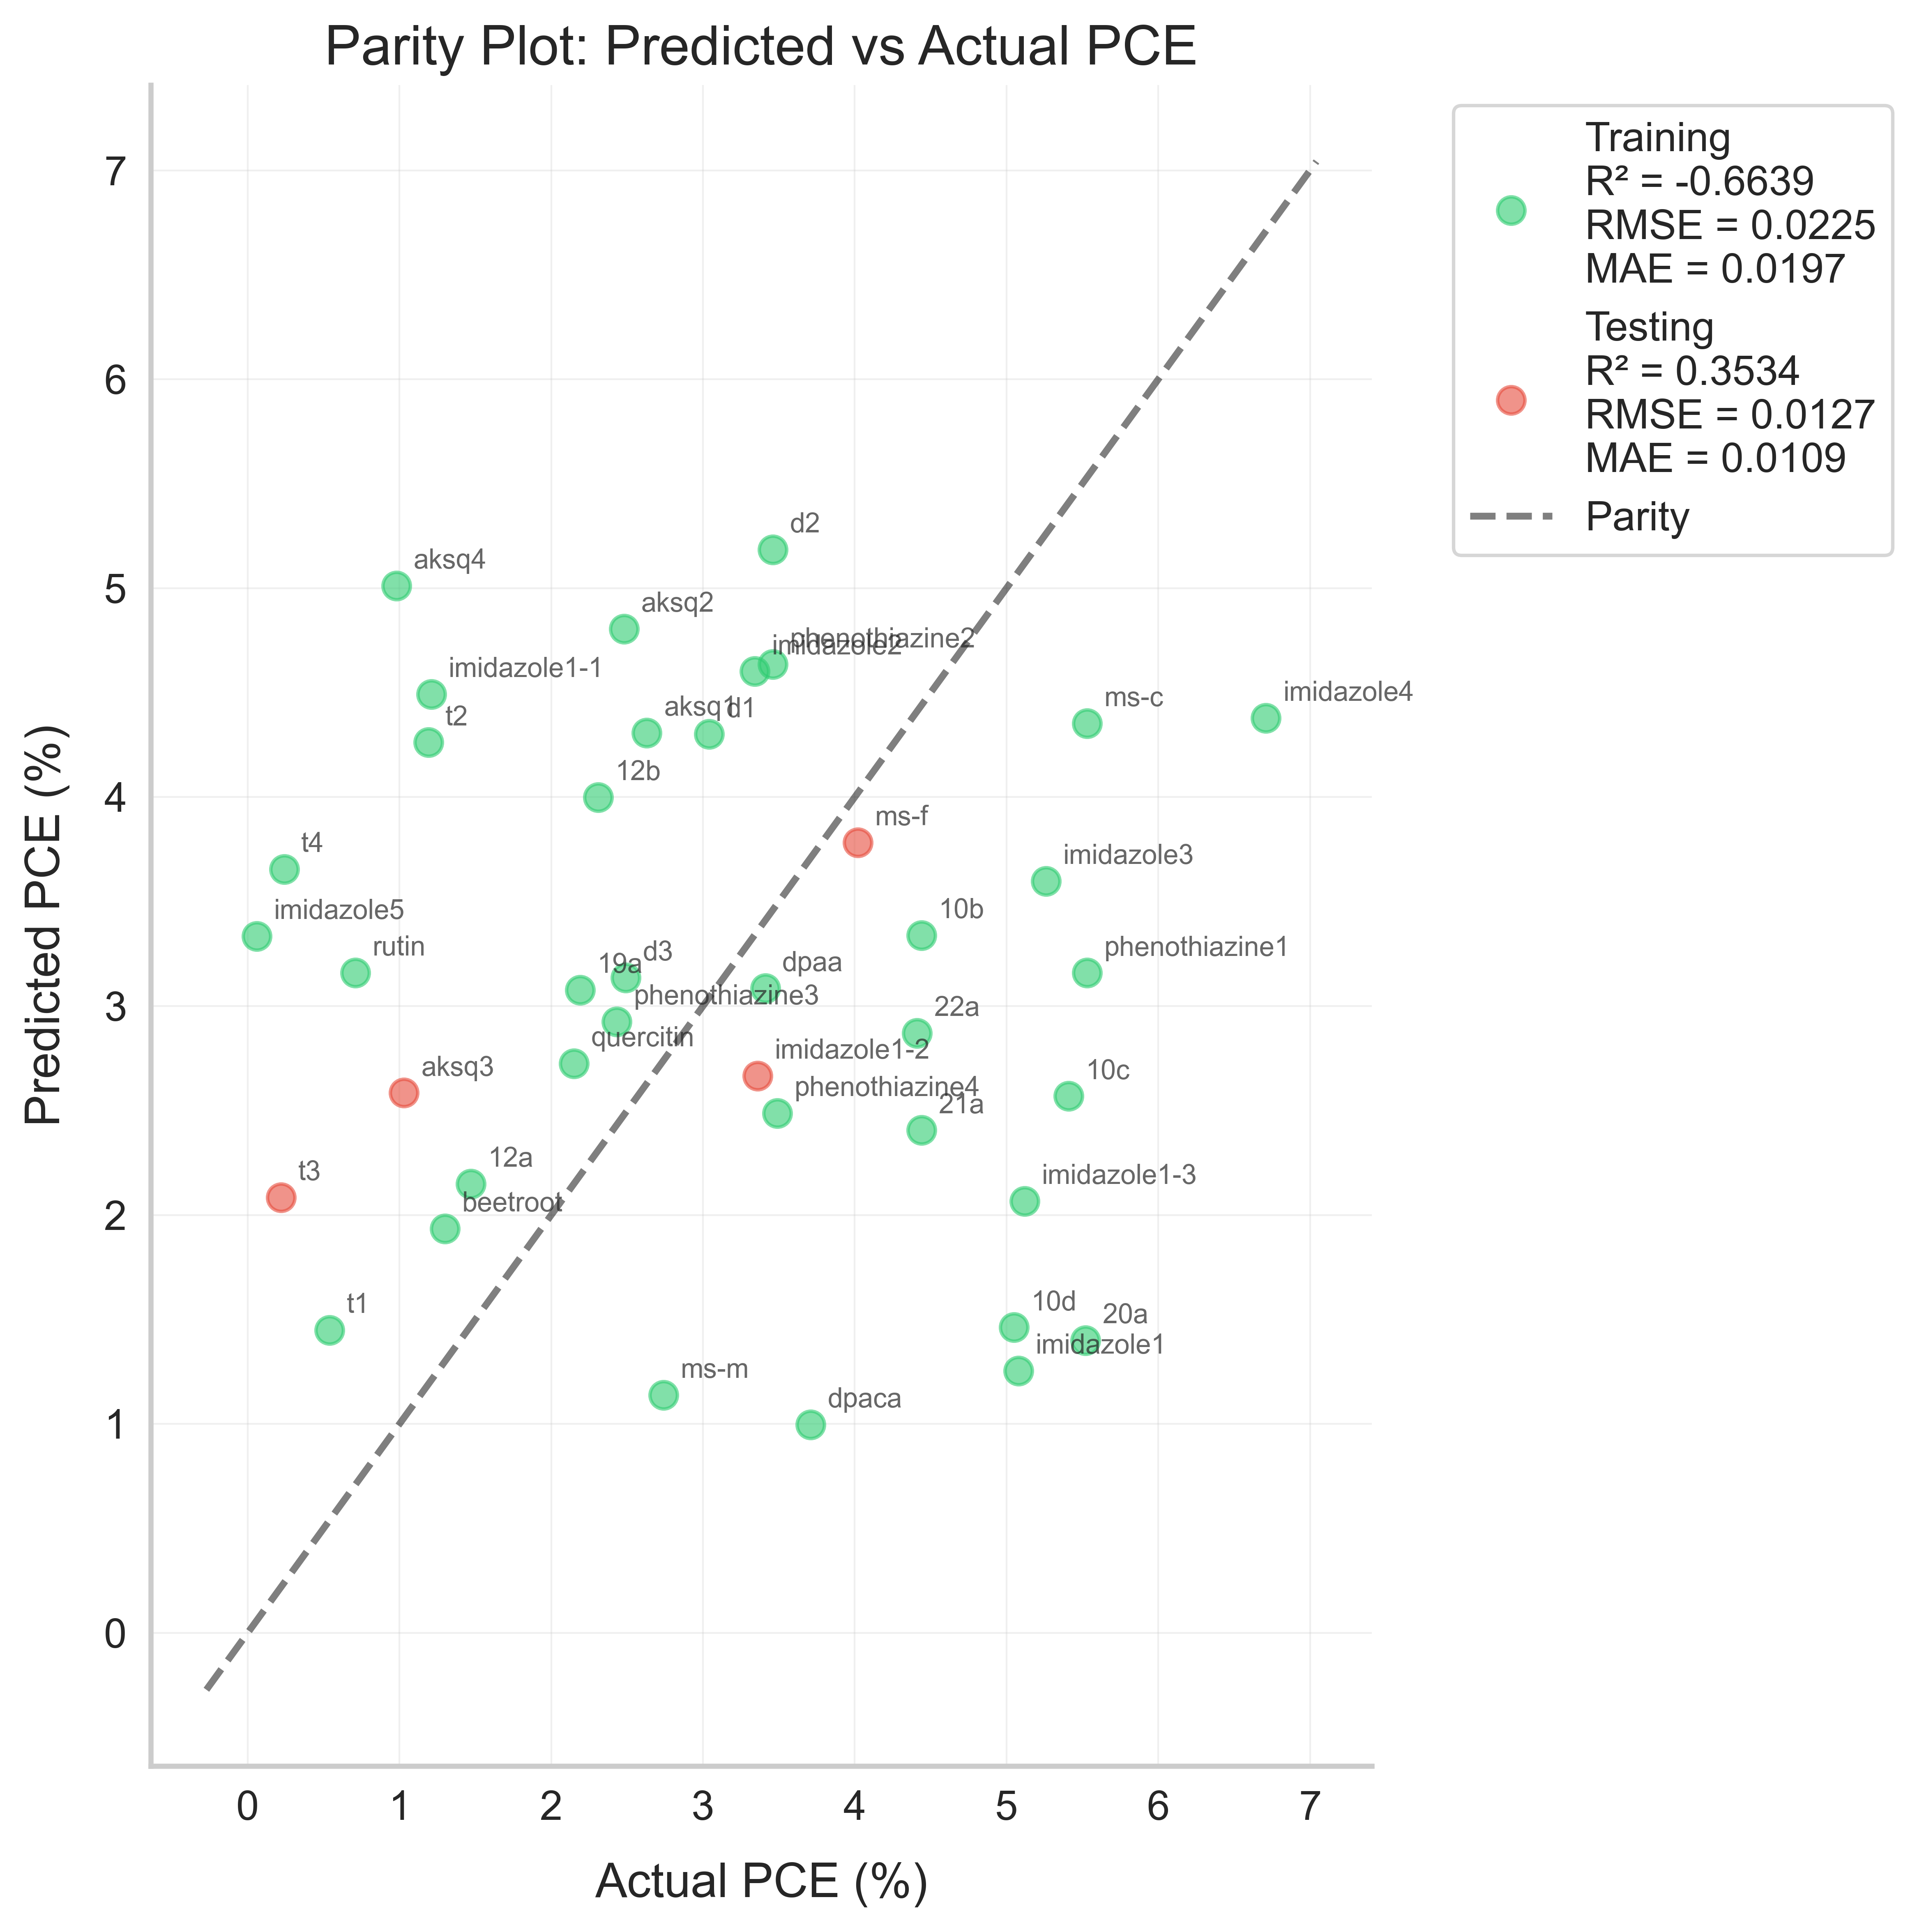 Parity Plot: Predicted vs Actual PCE
Training
R² = -0.6639
RMSE = 0.0225
MAE = 0.0197
Testing
R² = 0.3534
RMSE = 0.0127
MAE = 0.0109
Parity
Predicted PCE (%)
7
6
5
4
3
2
1
0
d2
aksq4
aksq2
phenothiazine2
imidazole2
imidazole1-1
imidazole4
ms-c
t2
aksq1
d1
12b
ms-f
t4
imidazole3
imidazole5
10b
rutin
19a
d3
dpaa
phenothiazine1
phenothiazine3
22a
quercitin
imidazole1-2
aksq3
phenothiazine4
21a
10c
t3
12a
beetroot
imidazole1-3
t1
10d
20a
imidazole1
ms-m
dpaca
0 1 2 3 4 5 6 7
Actual PCE (%)